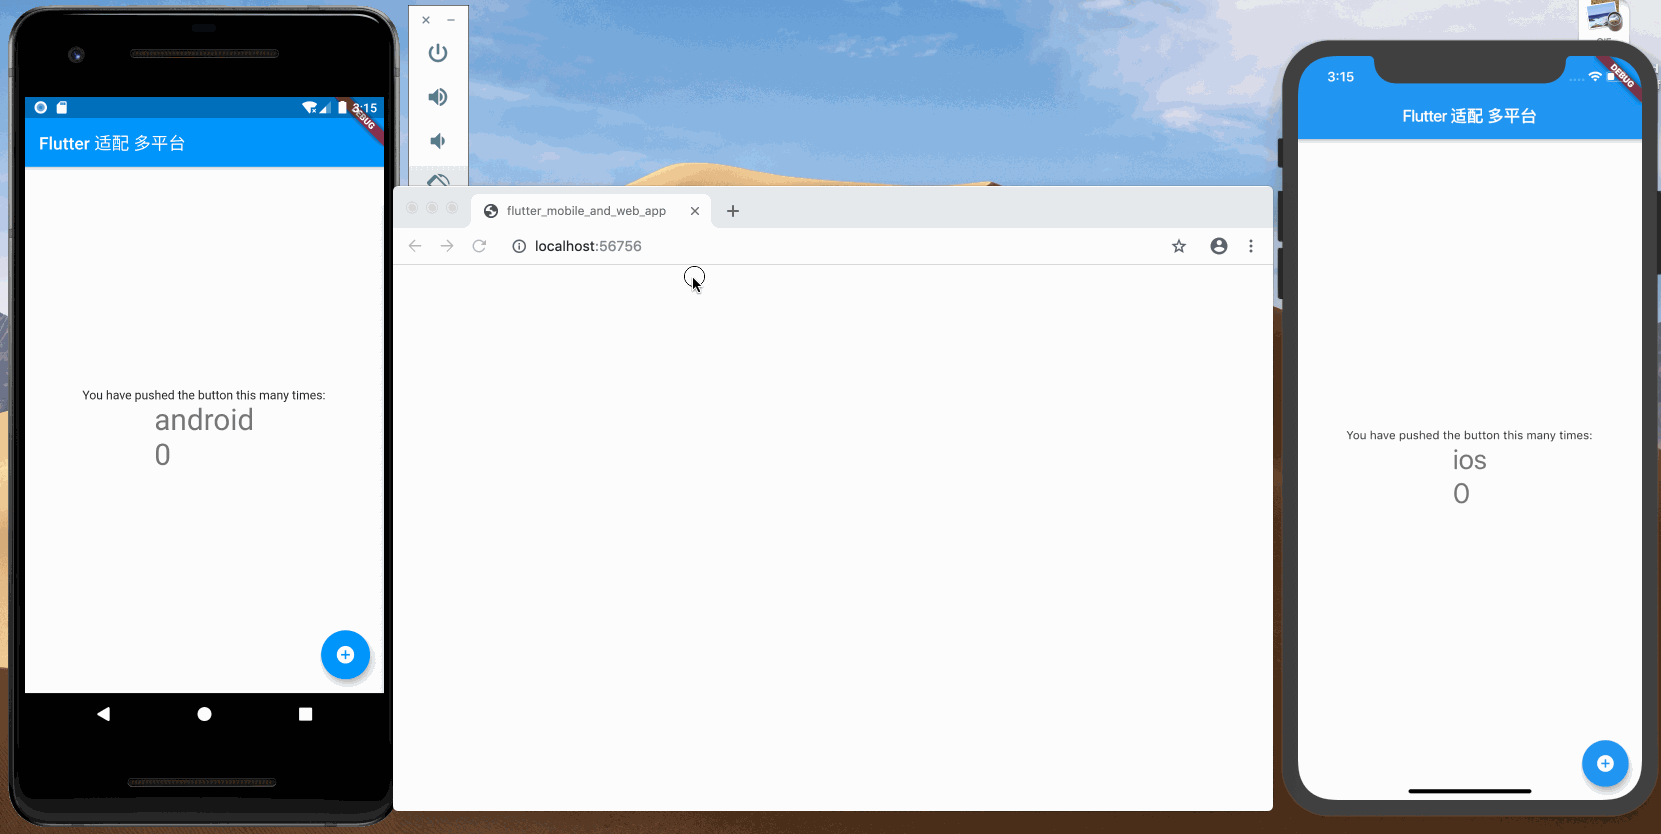 3:15
DEBUG
Flutter 适配 多平台
You have pushed the button this many times:
android
0
flutter_mobile_and_web_app
localhost:56756
3:15
DEBUG
Flutter 适配 多平台
You have pushed the button this many times:
ios
0